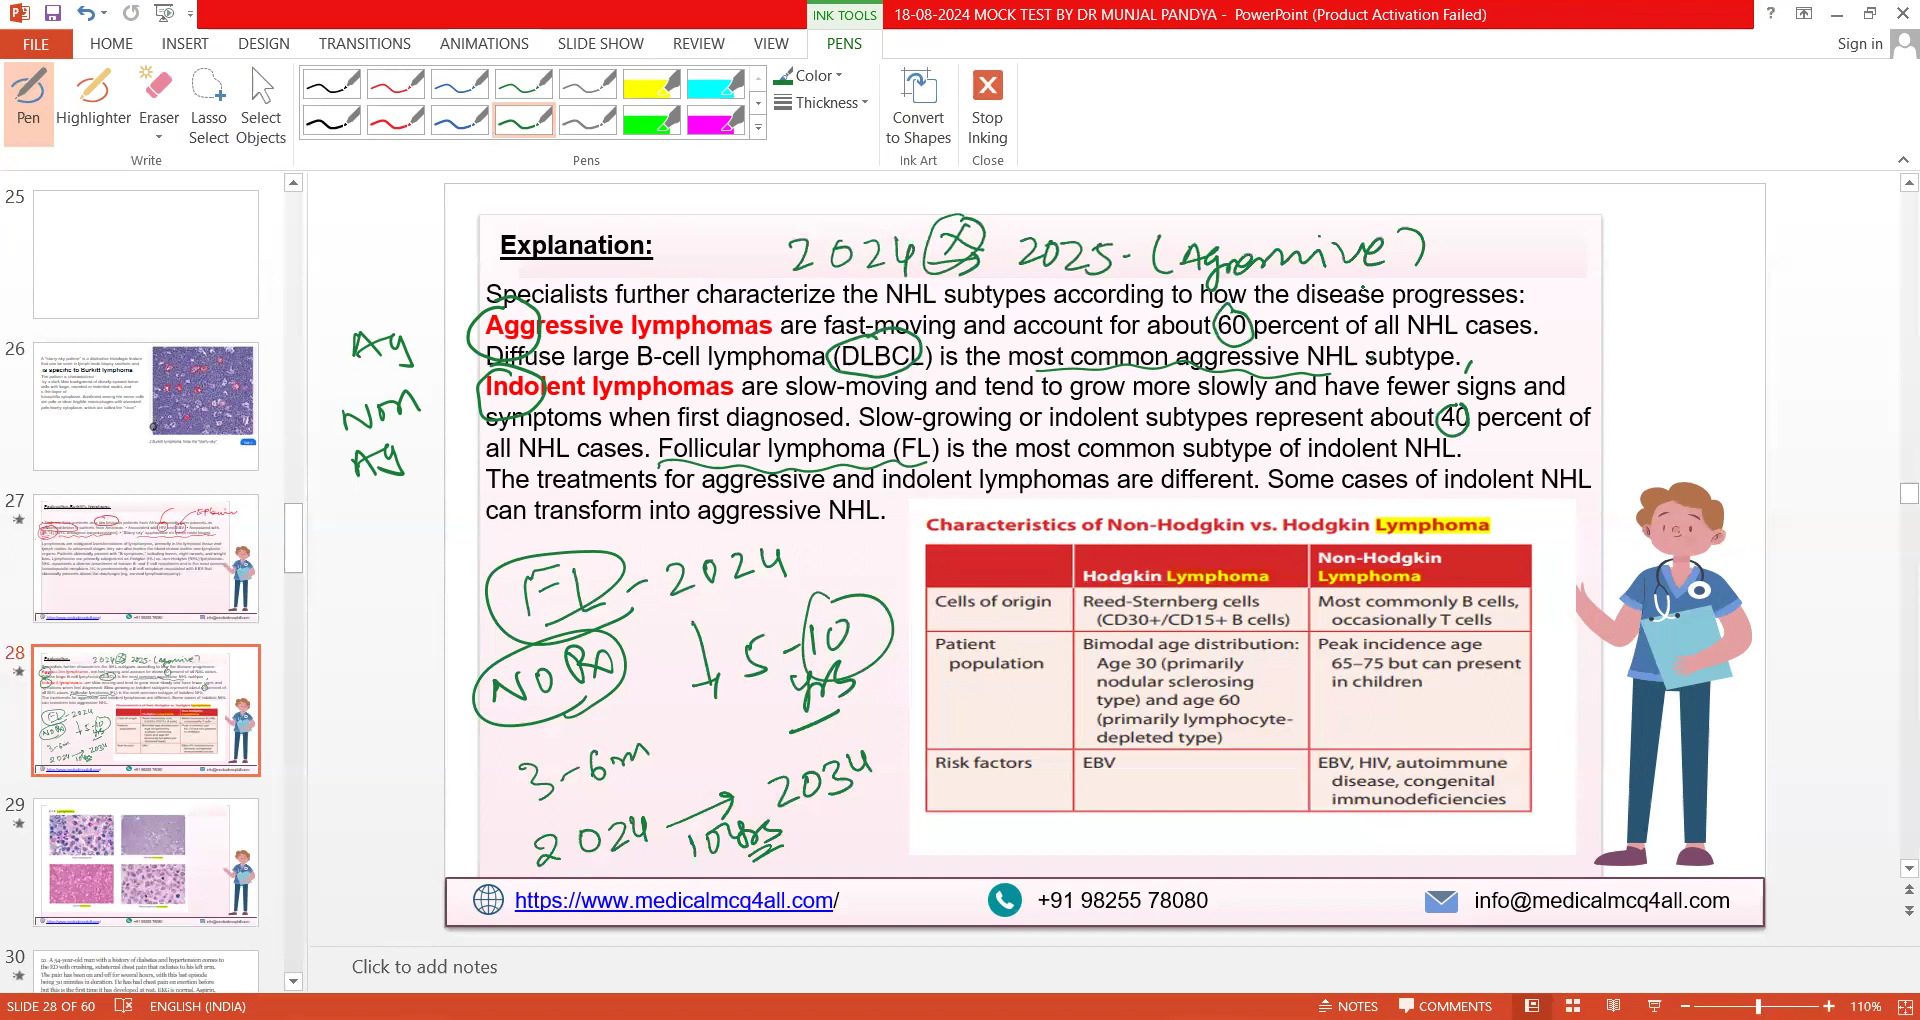 INK TOOLS
18-08-2024 MOCK TEST BY DR MUNJAL PANDYA - PowerPoint (Product Activation Failed)
FILE HOME INSERT DESIGN TRANSITIONS ANIMATIONS SLIDE SHOW REVIEW VIEW PENS
Sign in
Pen Highlighter Eraser Lasso Select Select Objects
Color
Thickness
Convert to Shapes
Stop Inking
Write Pens Ink Art Close
25
26
27
28
29
30
Explanation:
2024 2025 - (Aggressive)
Specialists further characterize the NHL subtypes according to how the disease progresses:
Aggressive lymphomas are fast-moving and account for about 60 percent of all NHL cases.
Diffuse large B-cell lymphoma (DLBCL) is the most common aggressive NHL subtype.
Indolent lymphomas are slow-moving and tend to grow more slowly and have fewer signs and
symptoms when first diagnosed. Slow-growing or indolent subtypes represent about 40 percent of
all NHL cases. Follicular lymphoma (FL) is the most common subtype of indolent NHL.
The treatments for aggressive and indolent lymphomas are different. Some cases of indolent NHL
can transform into aggressive NHL.
Ag
Non
Ag
FL - 2024
5-10
yrs
NO Rx
3-6m
2024 → 2034
10 yrs
Characteristics of Non-Hodgkin vs. Hodgkin Lymphoma
Hodgkin Lymphoma
Non-Hodgkin
Lymphoma
Cells of origin
Reed-Sternberg cells
(CD30+/CD15+ B cells)
Most commonly B cells,
occasionally T cells
Patient
population
Bimodal age distribution:
Age 30 (primarily
nodular sclerosing
type) and age 60
(primarily lymphocyte-
depleted type)
Peak incidence age
65–75 but can present
in children
Risk factors
EBV
EBV, HIV, autoimmune
disease, congenital
immunodeficiencies
https://www.medicalmcq4all.com/
+91 98255 78080
info@medicalmcq4all.com
Click to add notes
SLIDE 28 OF 60 ENGLISH (INDIA)
NOTES COMMENTS
110%